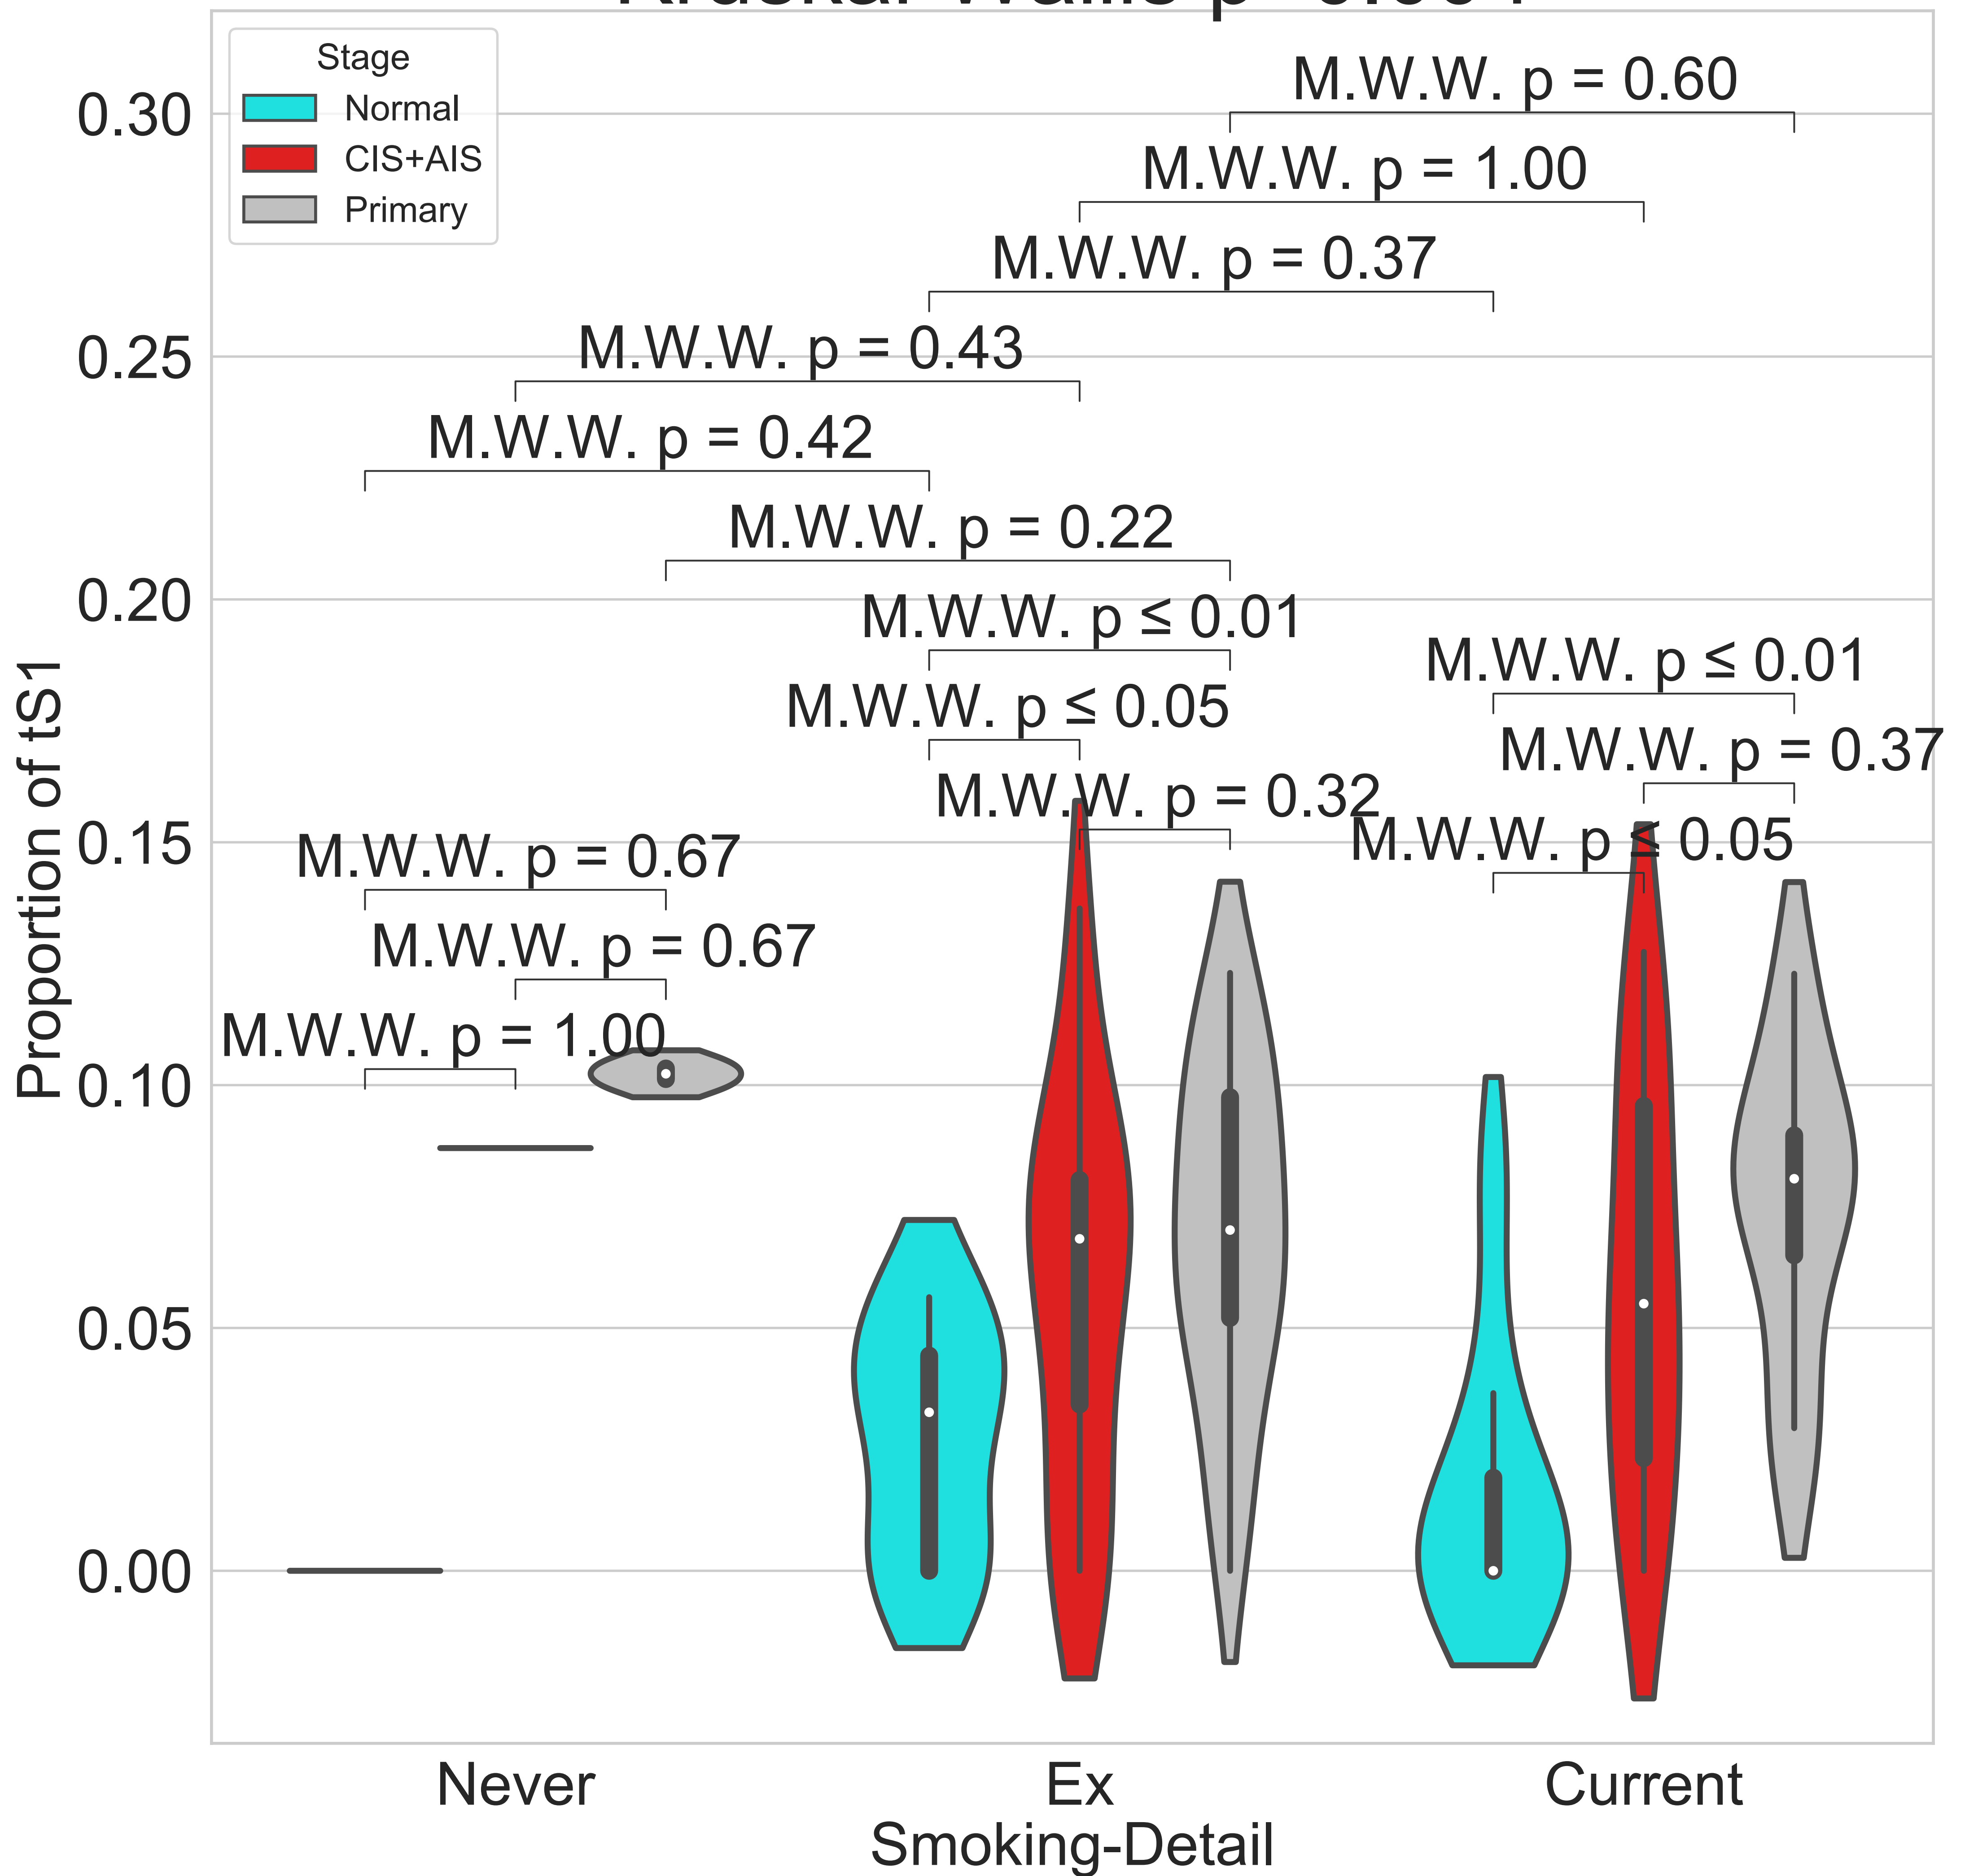 Stage
Normal
CIS+AIS
Primary
M.W.W. p = 0.60
M.W.W. p = 1.00
M.W.W. p = 0.37
M.W.W. p = 0.43
M.W.W. p = 0.42
M.W.W. p = 0.22
M.W.W. p ≤ 0.01
M.W.W. p ≤ 0.01
M.W.W. p ≤ 0.05
M.W.W. p = 0.37
M.W.W. p = 0.32
M.W.W. p ≤ 0.05
M.W.W. p = 0.67
M.W.W. p = 0.67
M.W.W. p = 1.00
0.30
0.25
0.20
0.15
0.10
0.05
0.00
Proportion of tS1
Never
Ex
Current
Smoking-Detail